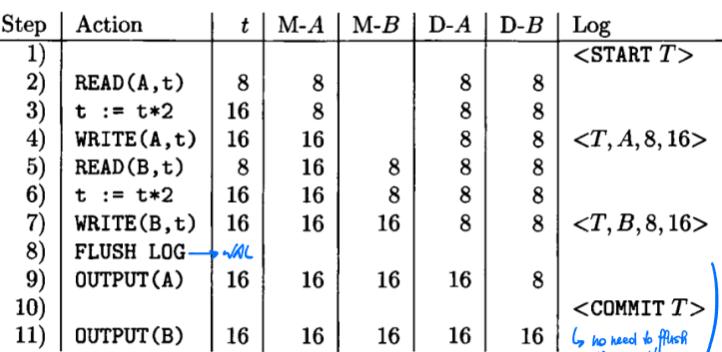 Step Action t M-A M-B D-A D-B Log
1) <START T>
2) READ(A,t) 8 8 8 8
3) t := t*2 16 8 8 8
4) WRITE(A,t) 16 16 8 8 <T, A, 8, 16>
5) READ(B,t) 8 16 8 8 8
6) t := t*2 16 16 8 8 8
7) WRITE(B,t) 16 16 16 8 8 <T, B, 8, 16>
8) FLUSH LOG → WAL
9) OUTPUT(A) 16 16 16 16 8
10) <COMMIT T>
11) OUTPUT(B) 16 16 16 16 16 ↳ no need to flush